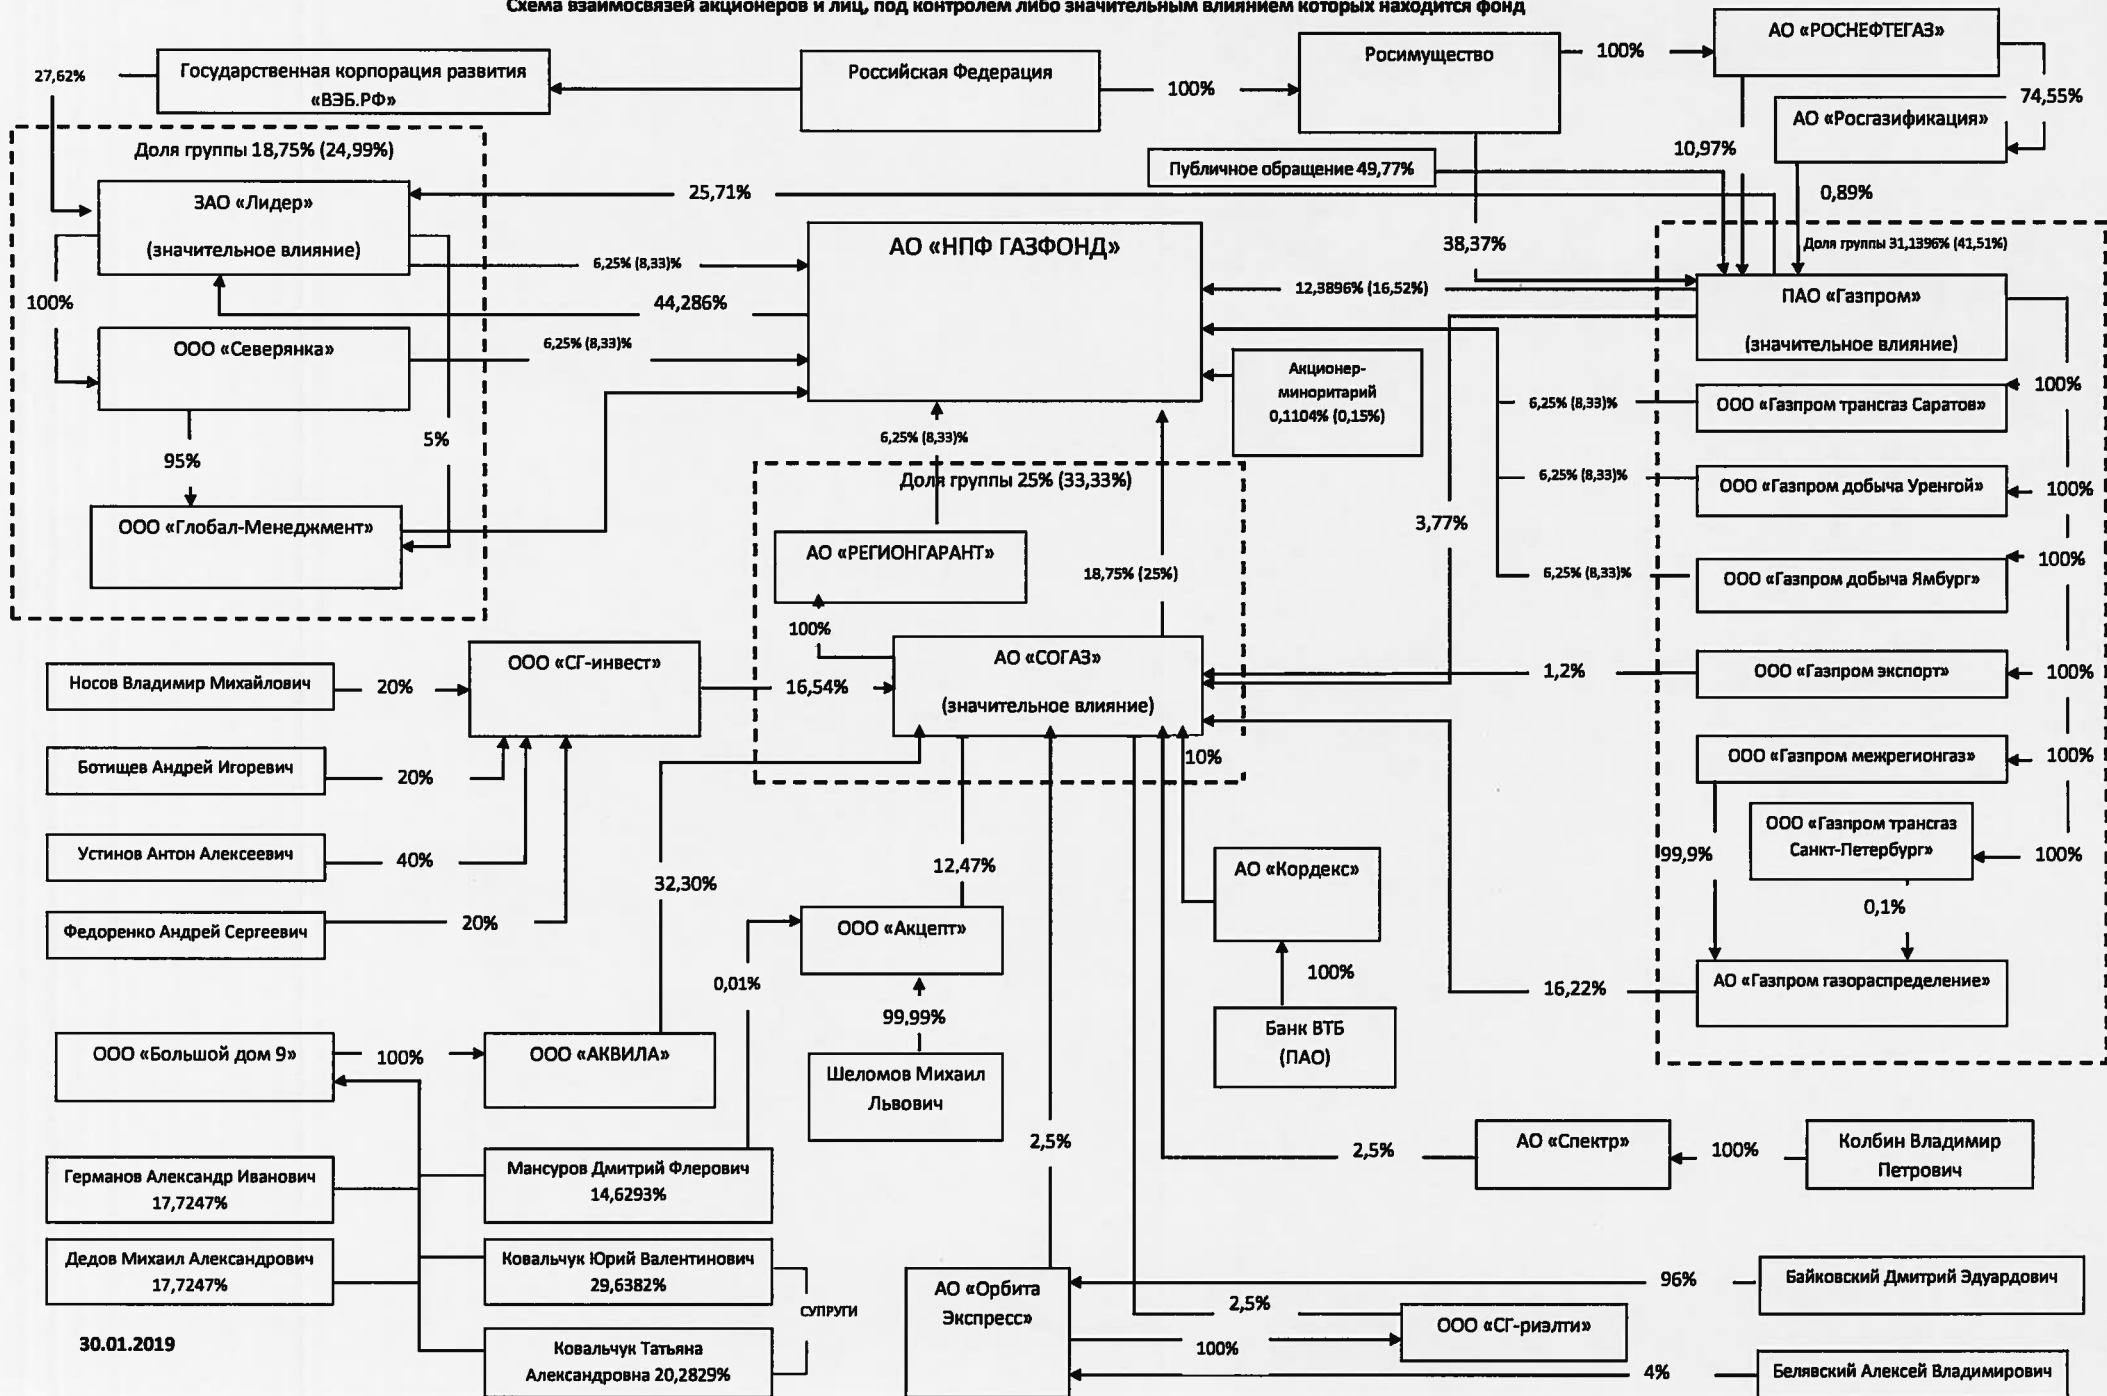 Схема взаимосвязей акционеров и лиц, под контролем либо значительным влиянием которых находится фонд
АО «РОСНЕФТЕГАЗ»
27,62%
Государственная корпорация развития
«ВЭБ.РФ»
Российская Федерация
100%
Росимущество
100%
74,55%
АО «Росгазификация»
10,97%
0,89%
Доля группы 18,75% (24,99%)
Публичное обращение 49,77%
ЗАО «Лидер»
(значительное влияние)
25,71%
38,37%
АО «НПФ ГАЗФОНД»
Доля группы 31,1396% (41,51%)
6,25% (8,33)%
12,3896% (16,52%)
ПАО «Газпром»
(значительное влияние)
100%
44,286%
ООО «Северянка»
6,25% (8,33)%
Акционер-
миноритарий
0,1104% (0,15%)
100%
6,25% (8,33)%
ООО «Газпром трансгаз Саратов»
5%
95%
6,25% (8,33)%
Доля группы 25% (33,33%)
6,25% (8,33)%
ООО «Газпром добыча Уренгой»
100%
ООО «Глобал-Менеджмент»
3,77%
АО «РЕГИОНГАРАНТ»
18,75% (25%)
6,25% (8,33)%
ООО «Газпром добыча Ямбург»
100%
100%
Носов Владимир Михайлович
20%
ООО «СГ-инвест»
16,54%
АО «СОГАЗ»
(значительное влияние)
1,2%
ООО «Газпром экспорт»
100%
Ботищев Андрей Игоревич
20%
10%
ООО «Газпром межрегионгаз»
100%
Устинов Антон Алексеевич
40%
32,30%
12,47%
АО «Кордекс»
99,9%
ООО «Газпром трансгаз
Санкт-Петербург»
100%
Федоренко Андрей Сергеевич
20%
ООО «Акцепт»
0,1%
0,01%
100%
16,22%
АО «Газпром газораспределение»
99,99%
ООО «Большой дом 9»
100%
ООО «АКВИЛА»
Банк ВТБ
(ПАО)
Шеломов Михаил
Львович
2,5%
2,5%
АО «Спектр»
100%
Колбин Владимир
Петрович
Германов Александр Иванович
17,7247%
Мансуров Дмитрий Флерович
14,6293%
Дедов Михаил Александрович
17,7247%
Ковальчук Юрий Валентинович
29,6382%
СУПРУГИ
АО «Орбита
Экспресс»
96%
Байковский Дмитрий Эдуардович
2,5%
ООО «СГ-риэлти»
100%
30.01.2019
Ковальчук Татьяна
Александровна 20,2829%
4%
Белявский Алексей Владимирович